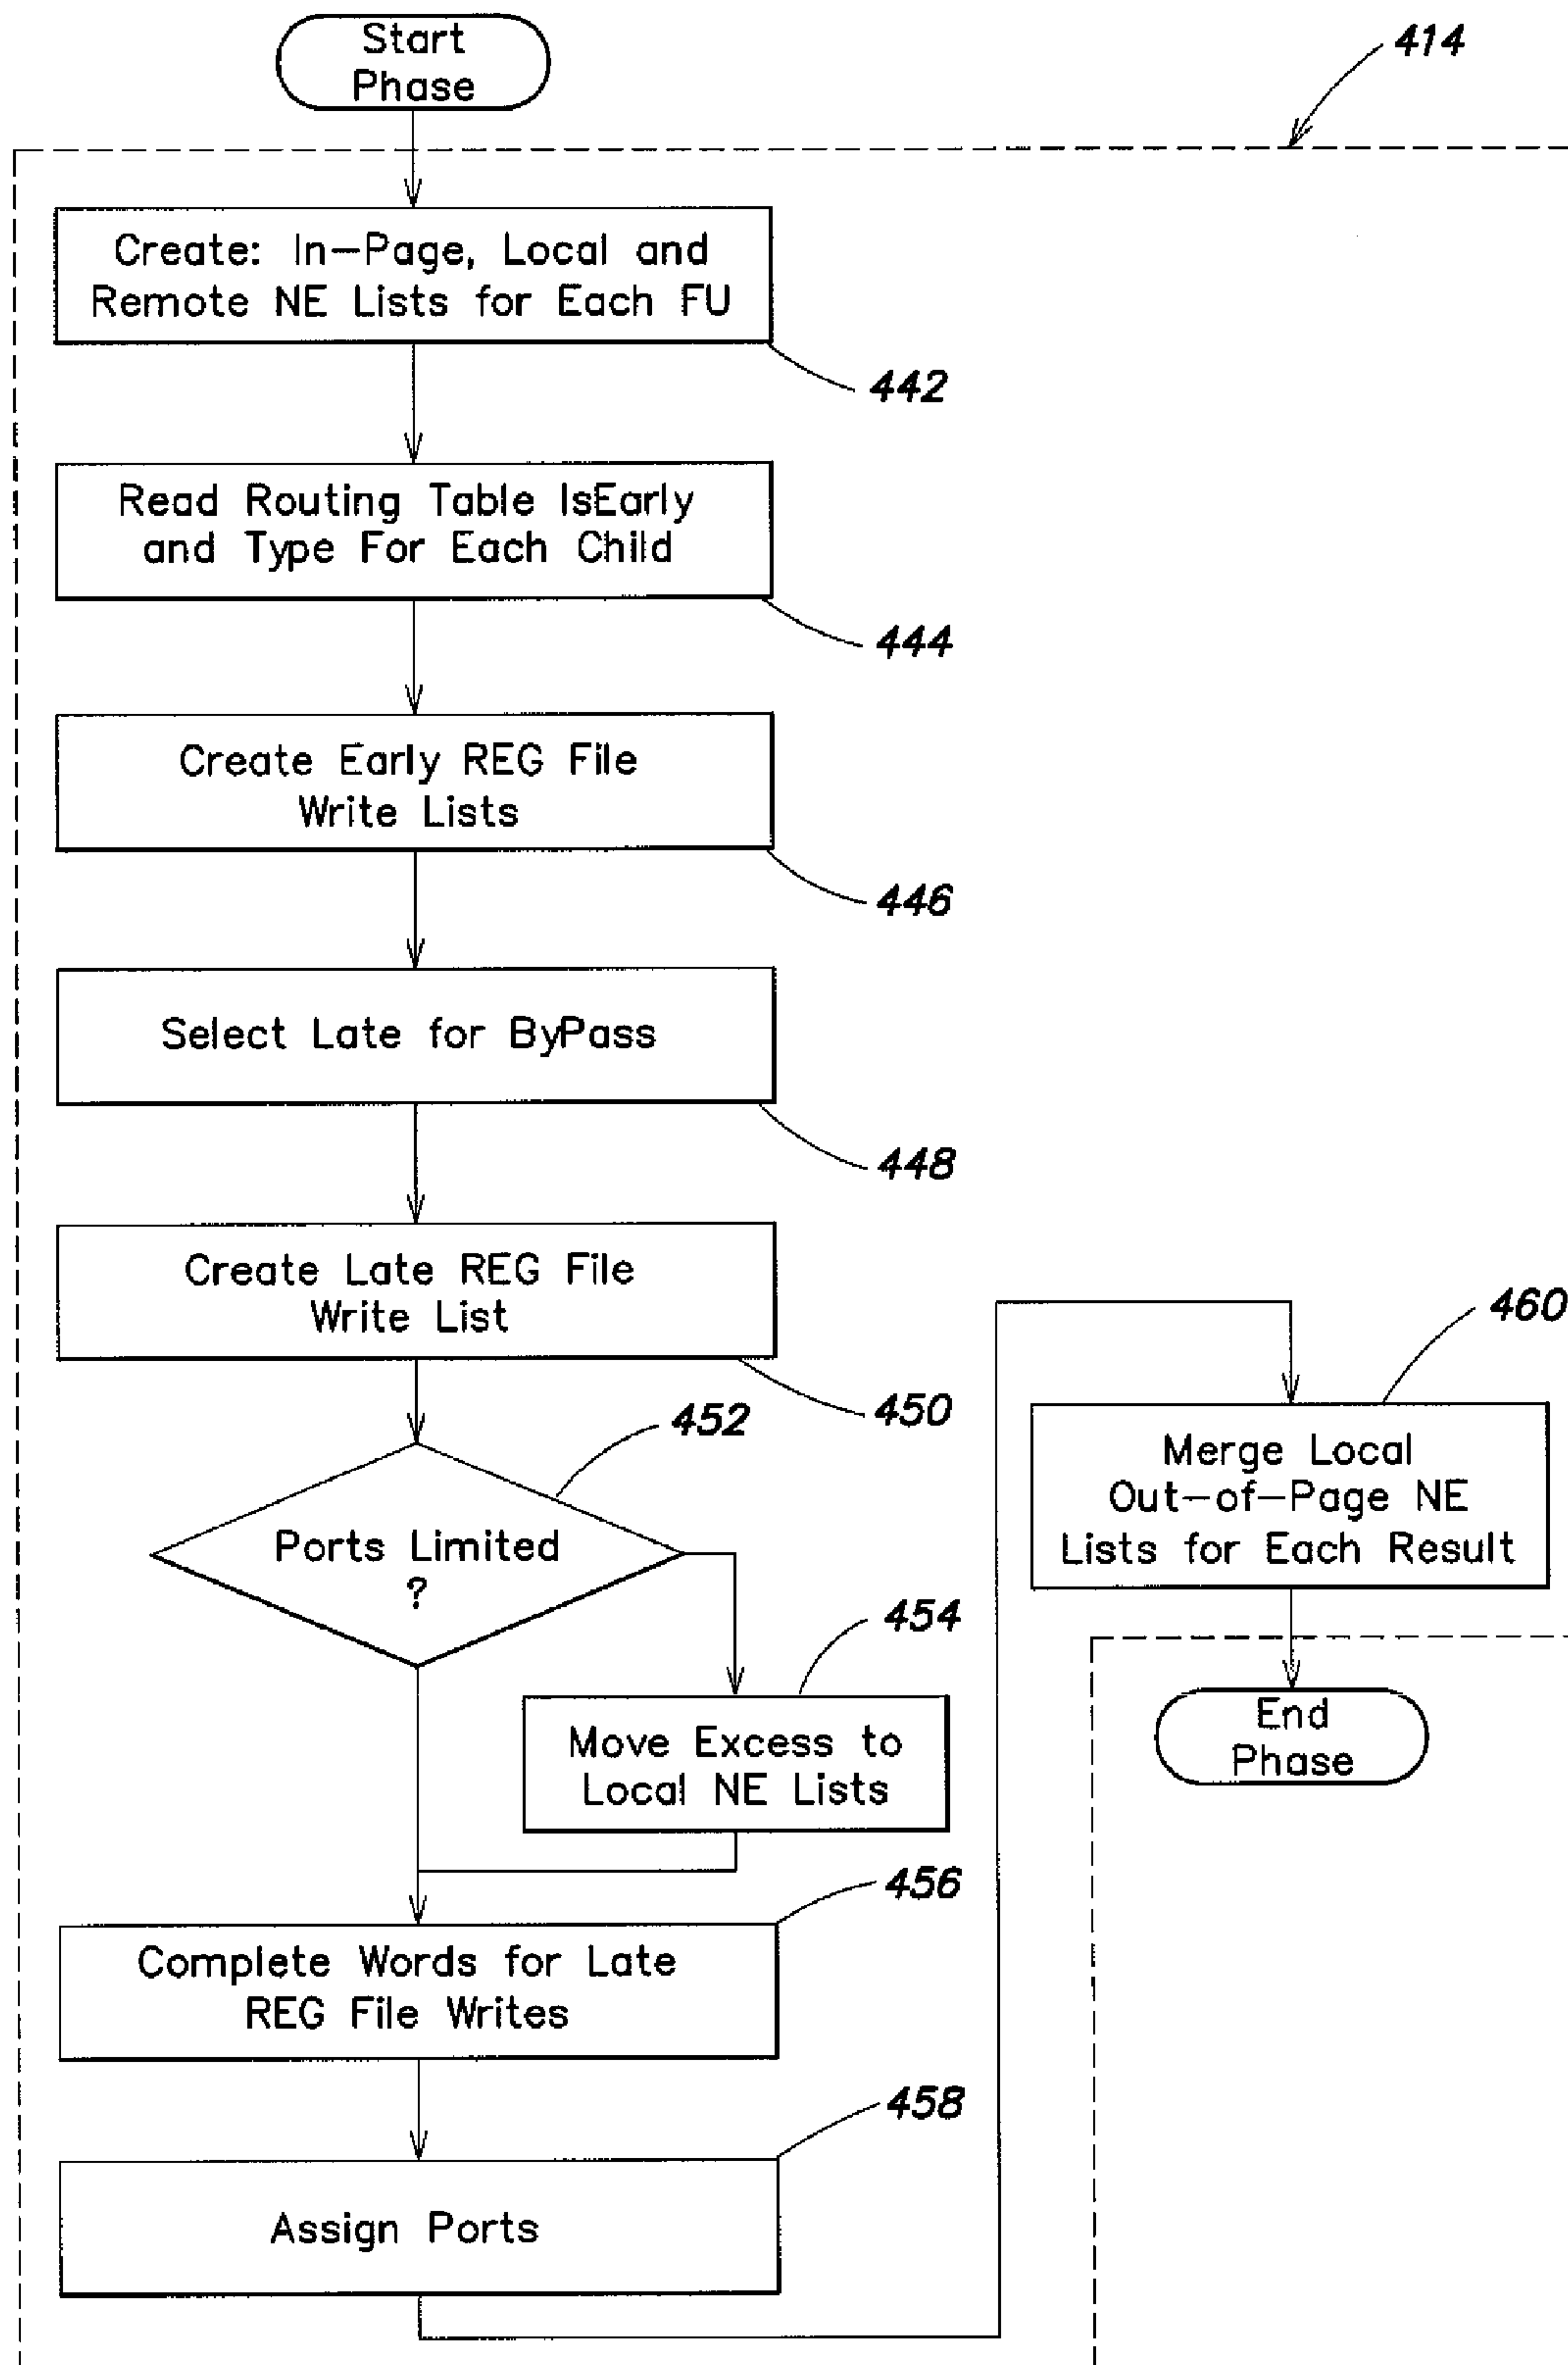 Start
Phase
414
Create: In-Page, Local and
Remote NE Lists for Each FU
442
Read Routing Table IsEarly
and Type For Each Child
444
Create Early REG File
Write Lists
446
Select Late for ByPass
448
Create Late REG File
Write List
450
452
Ports Limited
?
454
Move Excess to
Local NE Lists
456
Complete Words for Late
REG File Writes
458
Assign Ports
460
Merge Local
Out-of-Page NE
Lists for Each Result
End
Phase